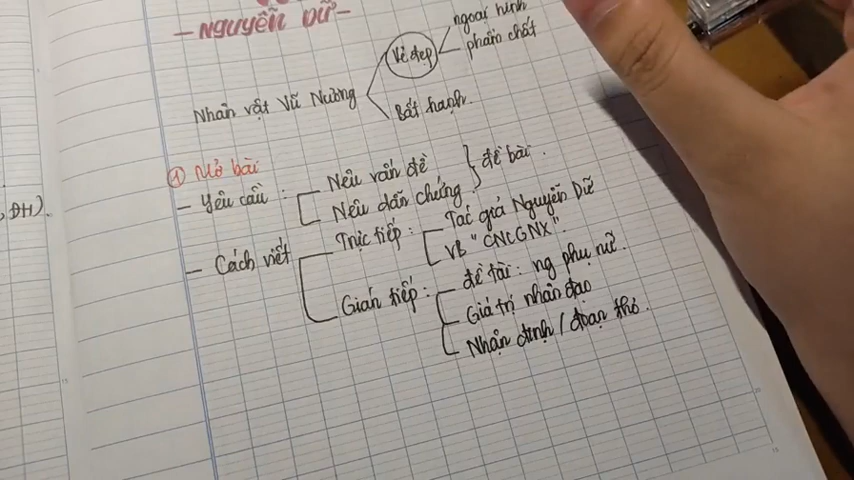 - NGUYỄN DỮ -
ngoại hình
Vẻ đẹp
phẩm chất
Nhân vật Vũ Nương
Bất hạnh.
① Mở bài
- Yêu cầu : Nêu vấn đề } đề bài.
Nêu dẫn chứng
- Cách viết Trực tiếp : Tác giả Nguyễn Dữ
VB "CNCGNX".
Gián tiếp : đề tài : ng phụ nữ.
Giá trị nhân đạo
Nhận định / đoạn thơ.
, ĐH).